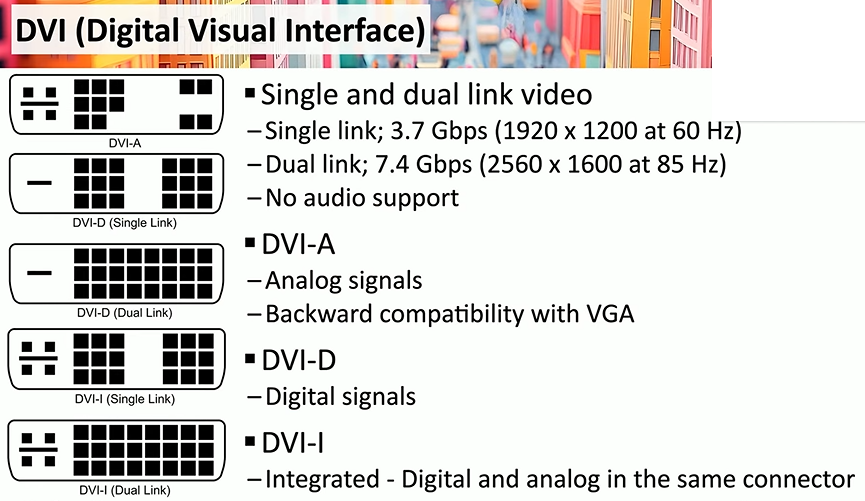 DVI (Digital Visual Interface)
DVI-A
DVI-D (Single Link)
DVI-D (Dual Link)
DVI-I (Single Link)
DVI-I (Dual Link)
▪ Single and dual link video
– Single link; 3.7 Gbps (1920 x 1200 at 60 Hz)
– Dual link; 7.4 Gbps (2560 x 1600 at 85 Hz)
– No audio support
▪ DVI-A
– Analog signals
– Backward compatibility with VGA
▪ DVI-D
– Digital signals
▪ DVI-I
– Integrated - Digital and analog in the same connector